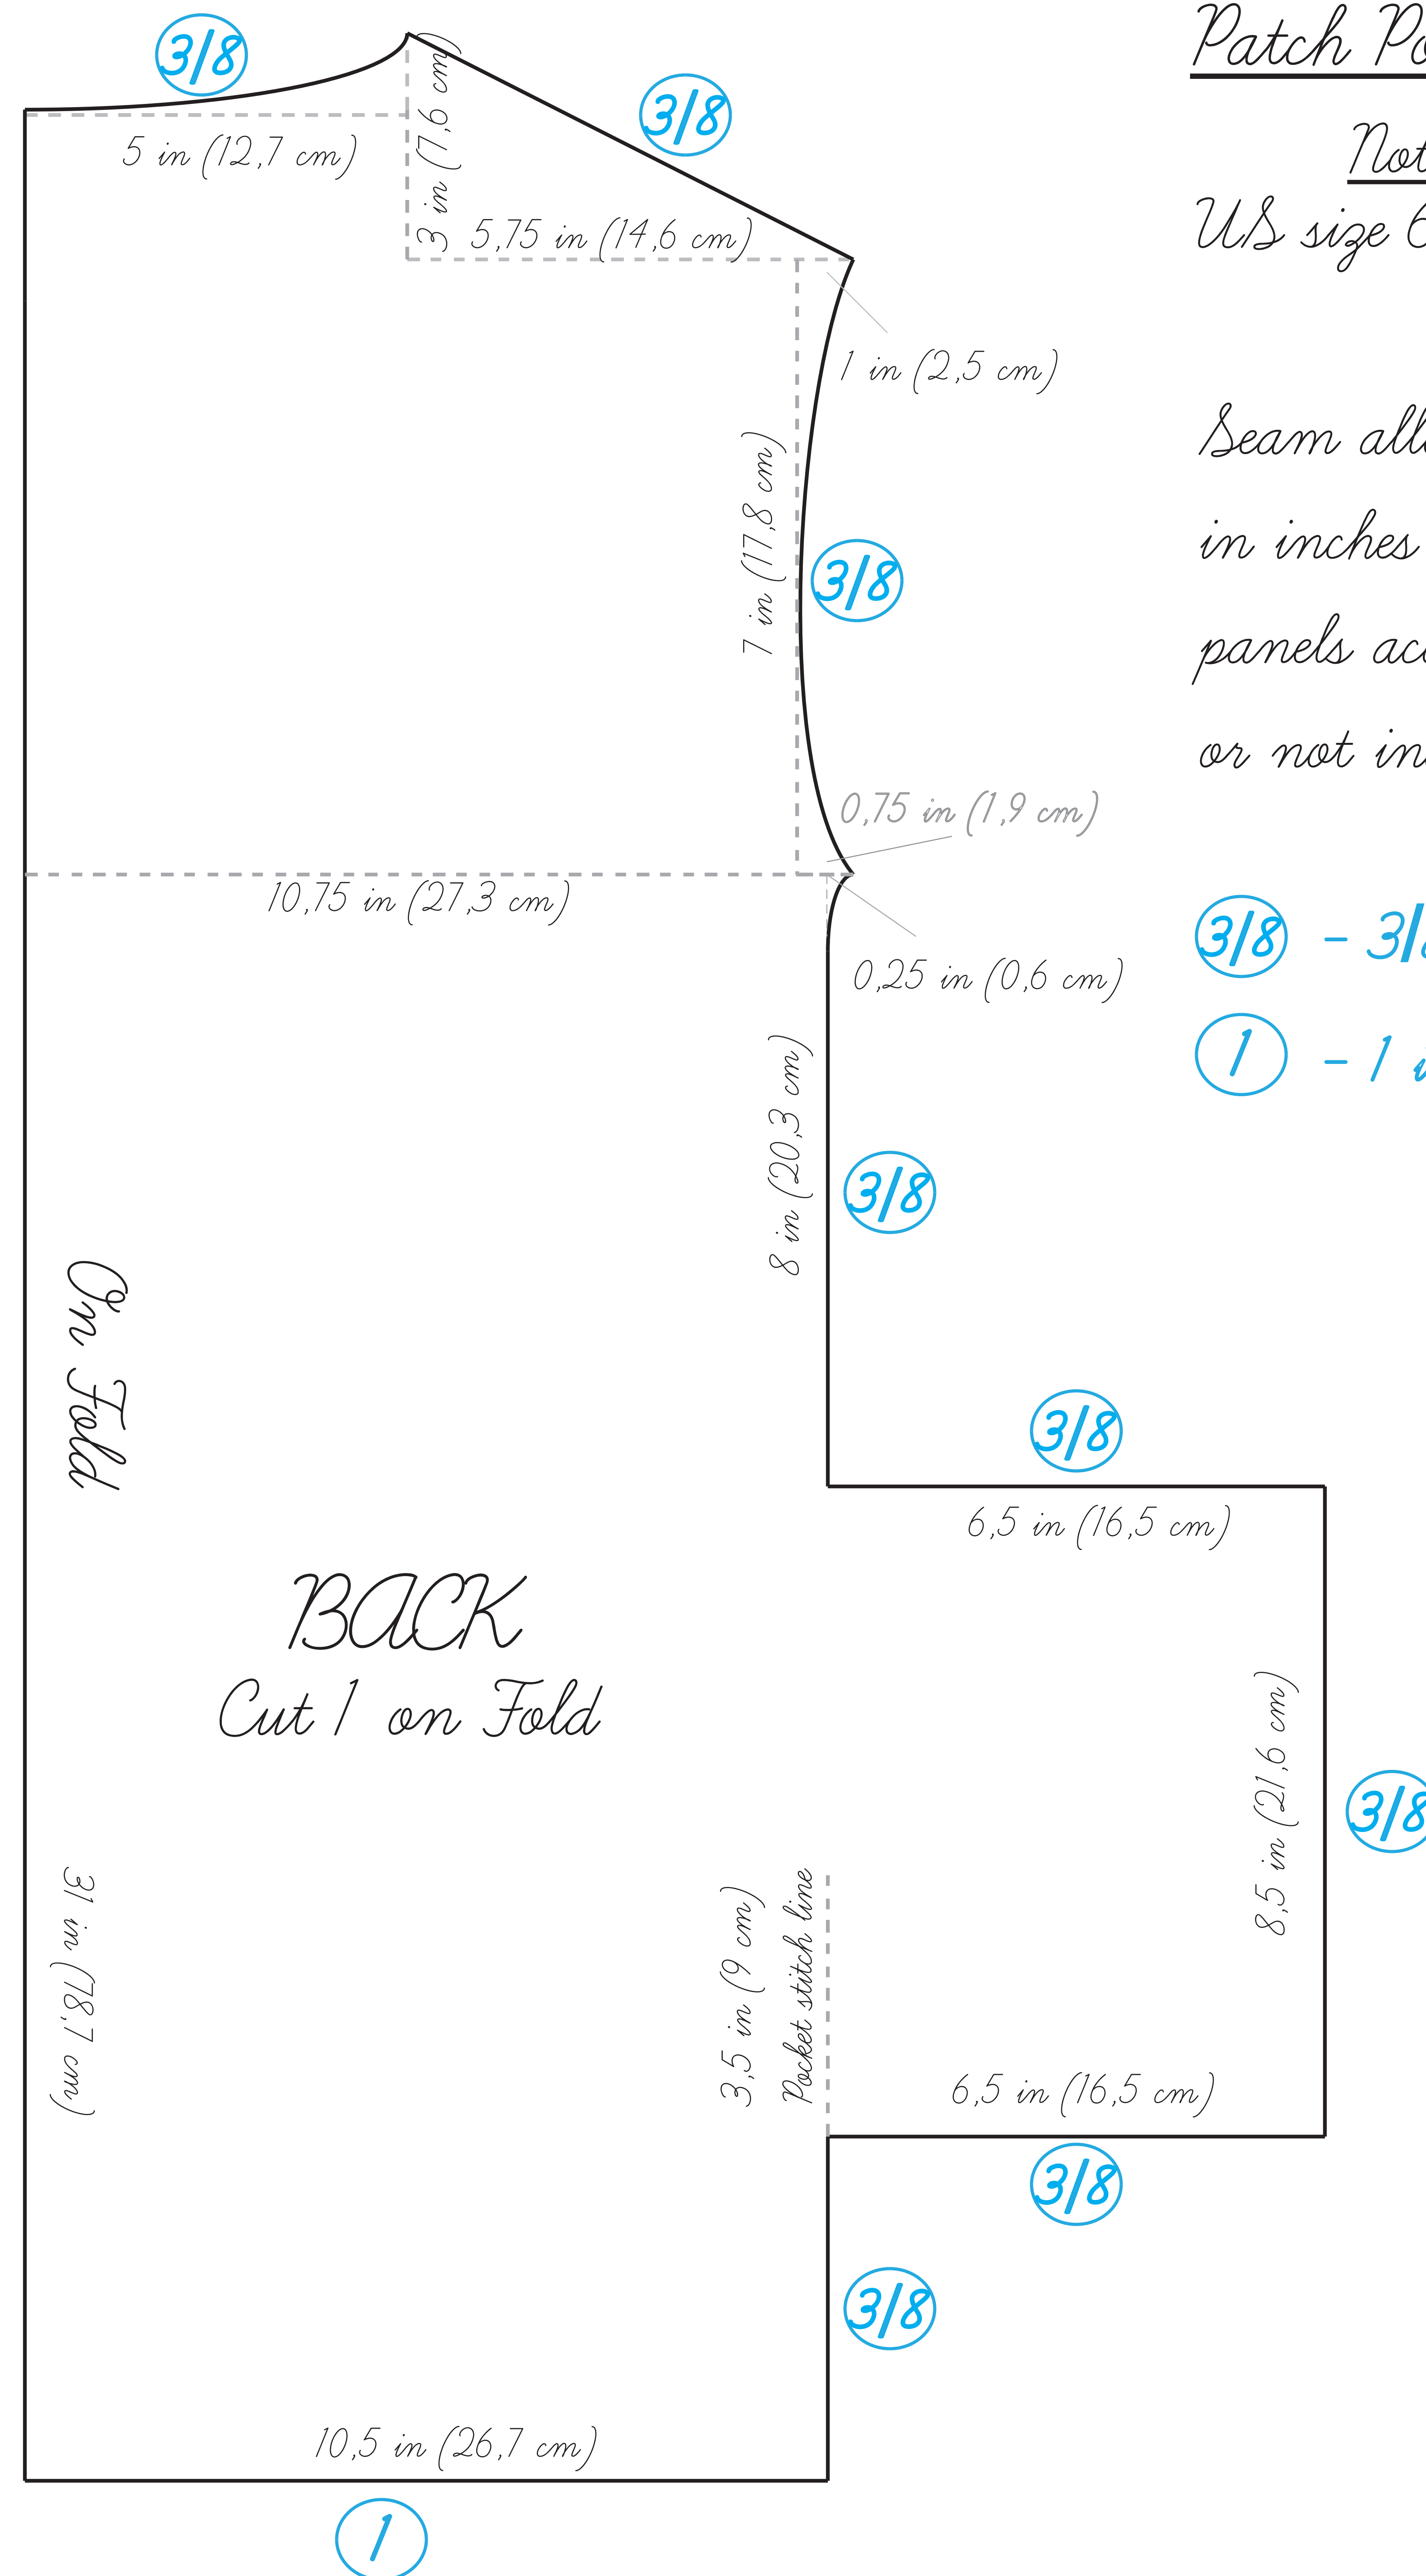 3/8
5 in (12,7 cm)
3 in (7,6 cm)
3/8
5,75 in (14,6 cm)
1 in (2,5 cm)
7 in (17,8 cm)
3/8
0,75 in (1,9 cm)
10,75 in (27,3 cm)
0,25 in (0,6 cm)
8 in (20,3 cm)
3/8
On Fold
3/8
6,5 in (16,5 cm)
BACK
Cut 1 on Fold
8,5 in (21,6 cm)
3/8
31 in (78,7 cm)
3,5 in (9 cm)
Pocket stitch line
6,5 in (16,5 cm)
3/8
3/8
10,5 in (26,7 cm)
1
Patch Po
Not
US size 6
Seam all
in inches
panels ac
or not in
3/8 - 3/8
1 - 1 i